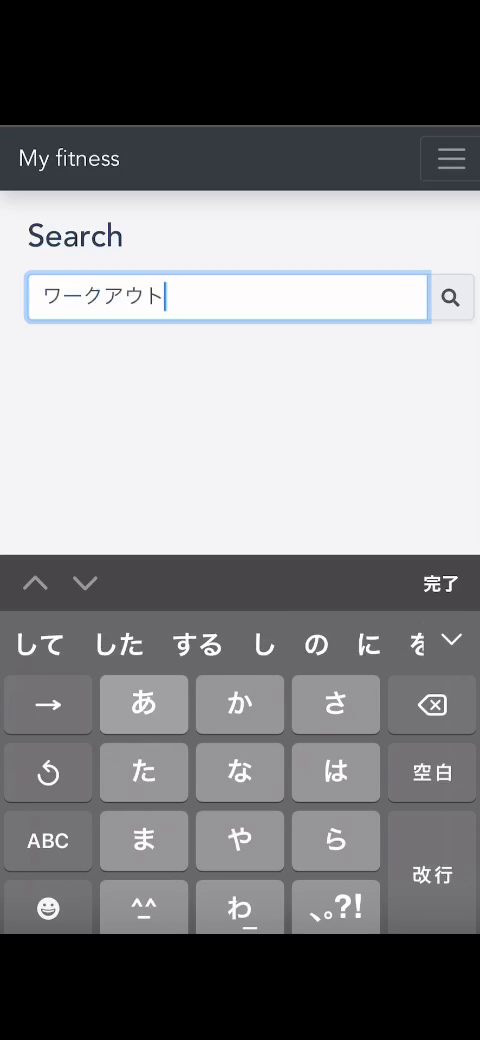 My fitness
Search
ワークアウト
完了
して した する し の に を
→ あ か さ
た な は 空白
ABC ま や ら 改行
^^ わ 、。?!